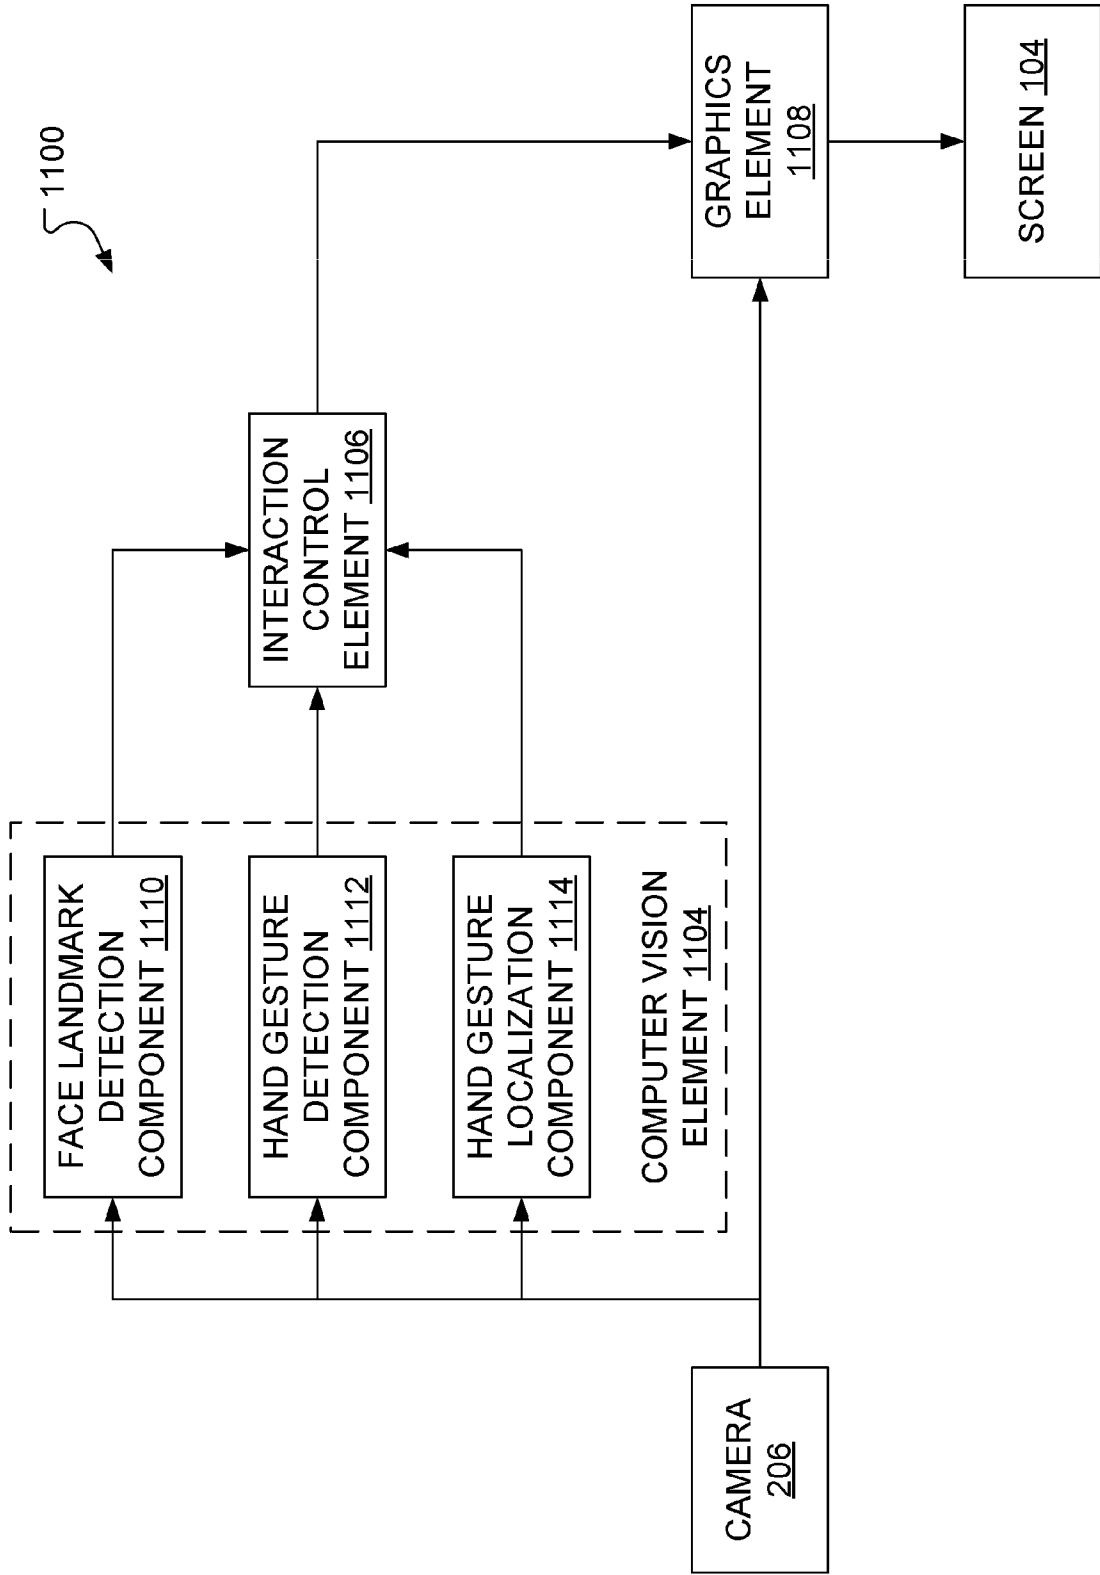 1100
FACE LANDMARK
DETECTION
COMPONENT 1110
HAND GESTURE
DETECTION
COMPONENT 1112
HAND GESTURE
LOCALIZATION
COMPONENT 1114
COMPUTER VISION
ELEMENT 1104
INTERACTION
CONTROL
ELEMENT 1106
CAMERA
206
GRAPHICS
ELEMENT
1108
SCREEN 104